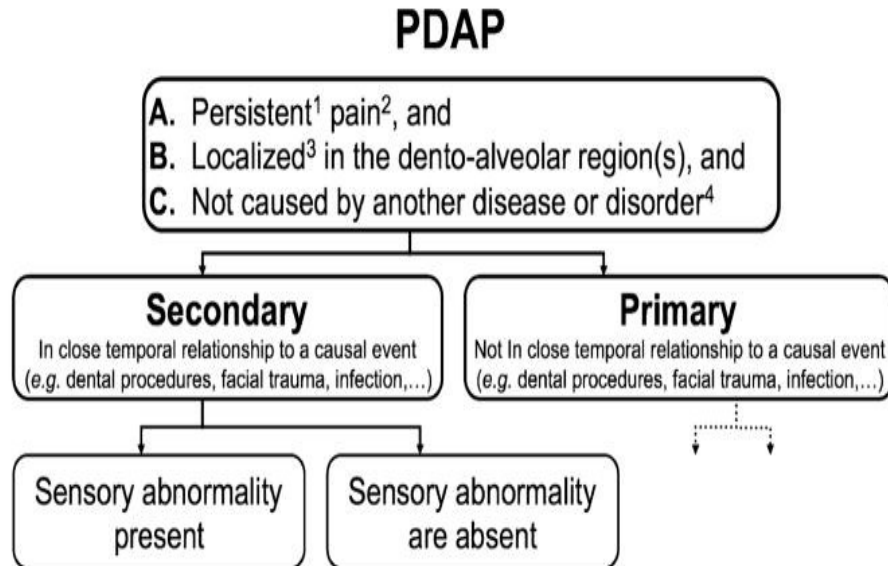 PDAP
A. Persistent¹ pain², and
B. Localized³ in the dento-alveolar region(s), and
C. Not caused by another disease or disorder⁴
Secondary
In close temporal relationship to a causal event
(e.g. dental procedures, facial trauma, infection,...)
Primary
Not In close temporal relationship to a causal event
(e.g. dental procedures, facial trauma, infection,...)
Sensory abnormality
present
Sensory abnormality
are absent